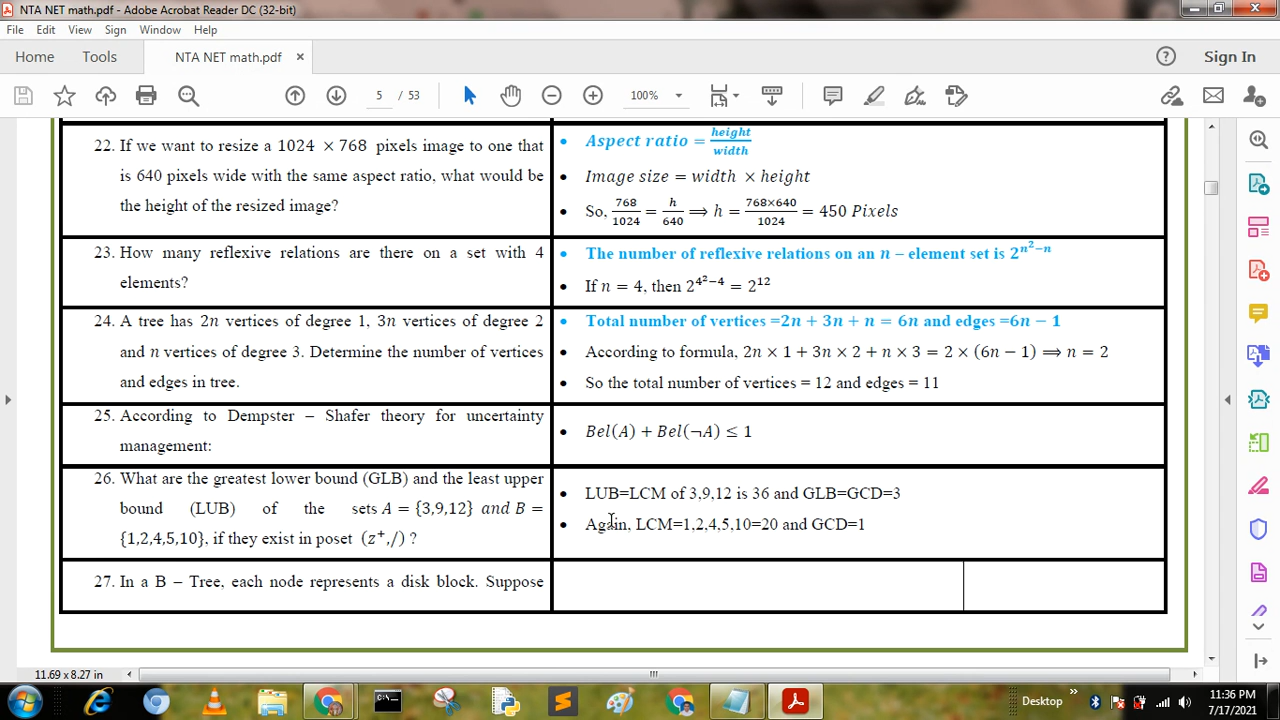 NTA NET math.pdf - Adobe Acrobat Reader DC (32-bit)
File Edit View Sign Window Help
Home Tools NTA NET math.pdf × Sign In
5 / 53 100%
22. If we want to resize a 1024 × 768 pixels image to one that
is 640 pixels wide with the same aspect ratio, what would be
the height of the resized image?
• Aspect ratio = height/width
• Image size = width × height
• So, 768/1024 = h/640 ⟹ h = 768×640/1024 = 450 Pixels
23. How many reflexive relations are there on a set with 4
elements?
• The number of reflexive relations on an n – element set is 2^(n²−n)
• If n = 4, then 2^(4²−4) = 2^12
24. A tree has 2n vertices of degree 1, 3n vertices of degree 2
and n vertices of degree 3. Determine the number of vertices
and edges in tree.
• Total number of vertices =2n + 3n + n = 6n and edges =6n − 1
• According to formula, 2n × 1 + 3n × 2 + n × 3 = 2 × (6n − 1) ⟹ n = 2
• So the total number of vertices = 12 and edges = 11
25. According to Dempster – Shafer theory for uncertainty
management:
• Bel(A) + Bel(¬A) ≤ 1
26. What are the greatest lower bound (GLB) and the least upper
bound (LUB) of the sets A = {3,9,12} and B =
{1,2,4,5,10}, if they exist in poset (z⁺,/) ?
• LUB=LCM of 3,9,12 is 36 and GLB=GCD=3
• Again, LCM=1,2,4,5,10=20 and GCD=1
27. In a B – Tree, each node represents a disk block. Suppose
11.69 x 8.27 in
Desktop
11:36 PM
7/17/2021